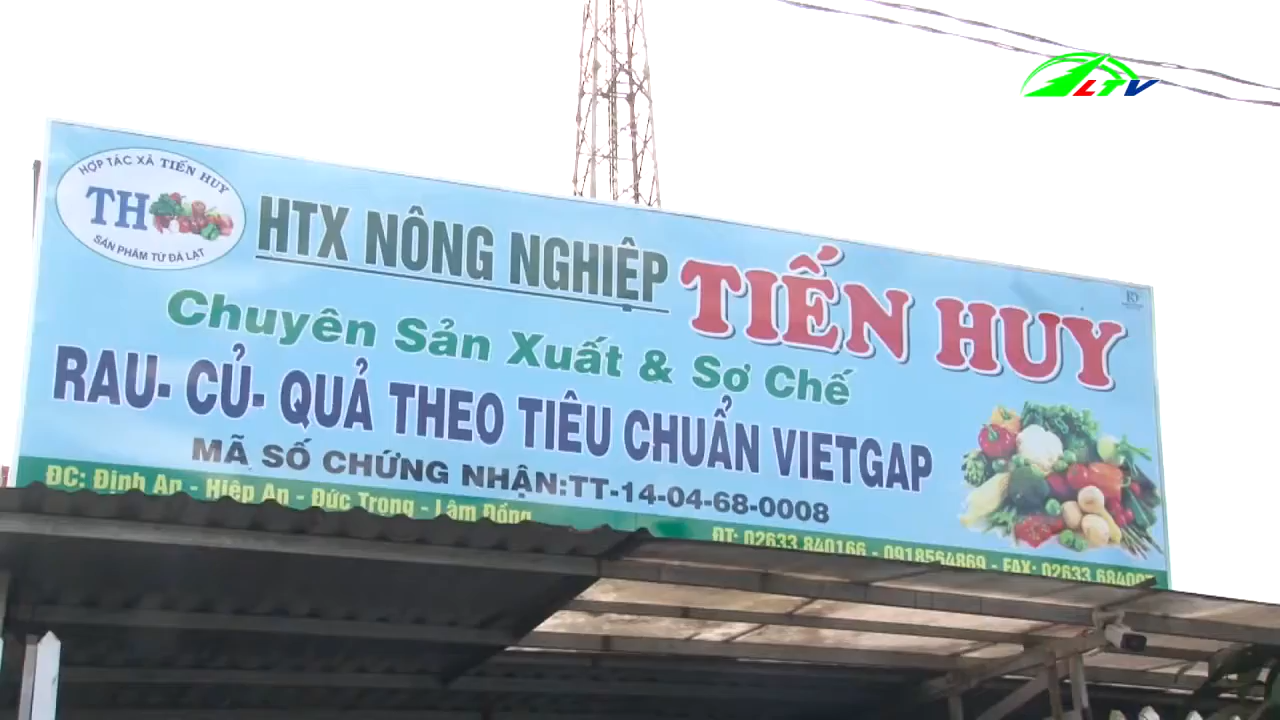 LTV
HỢP TÁC XÃ TIẾN HUY
TH
SẢN PHẨM TỪ ĐÀ LẠT
HTX NÔNG NGHIỆP TIẾN HUY
Chuyên Sản Xuất & Sơ Chế
RAU- CỦ- QUẢ THEO TIÊU CHUẨN VIETGAP
MÃ SỐ CHỨNG NHẬN:TT-14-04-68-0008
ĐC: Định An - Hiệp An - Đức Trọng - Lâm Đồng
ĐT: 02633 840166 - 0918564869 - FAX: 02633